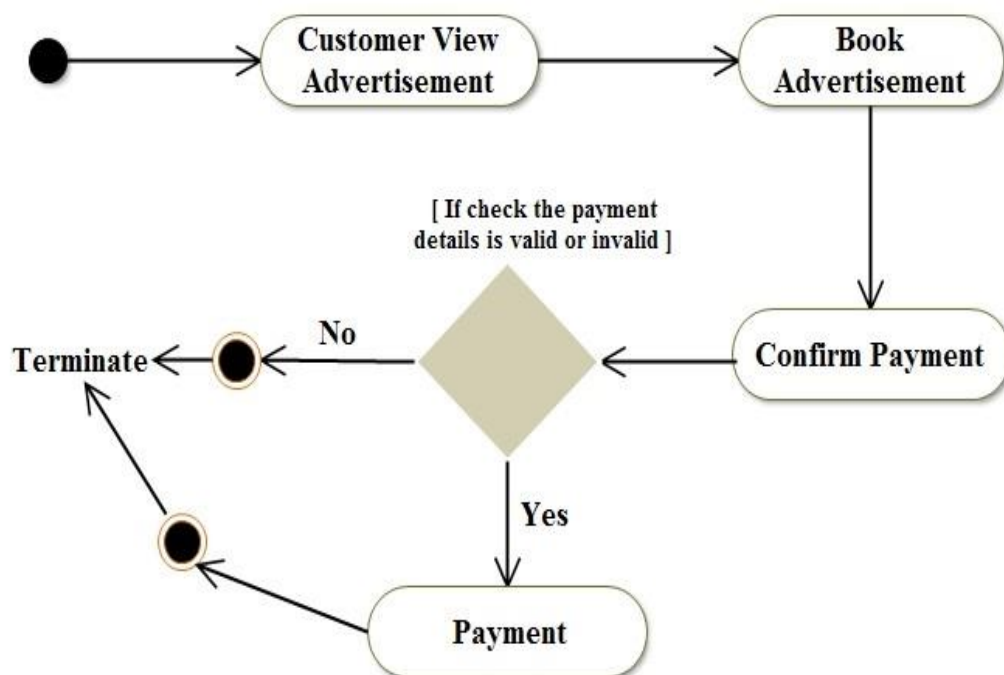 Customer View
Advertisement
Book
Advertisement
[ If check the payment
details is valid or invalid ]
No
Terminate
Confirm Payment
Yes
Payment